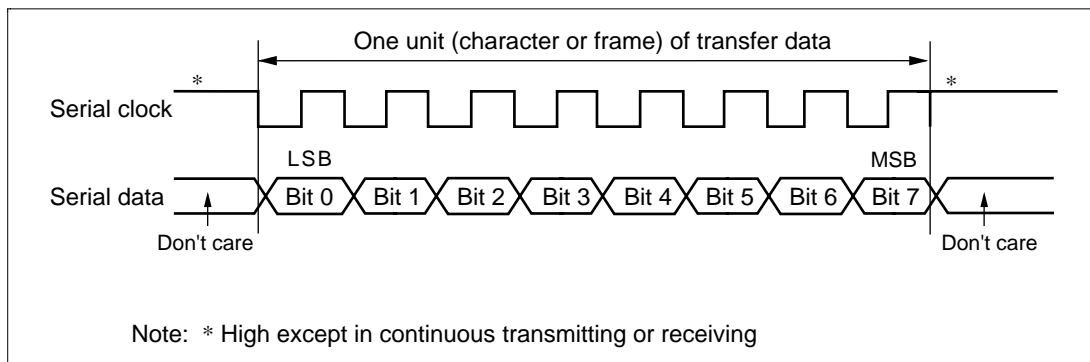 One unit (character or frame) of transfer data
* *
Serial clock
LSB MSB
Serial data Bit 0 Bit 1 Bit 2 Bit 3 Bit 4 Bit 5 Bit 6 Bit 7
Don't care Don't care
Note: * High except in continuous transmitting or receiving